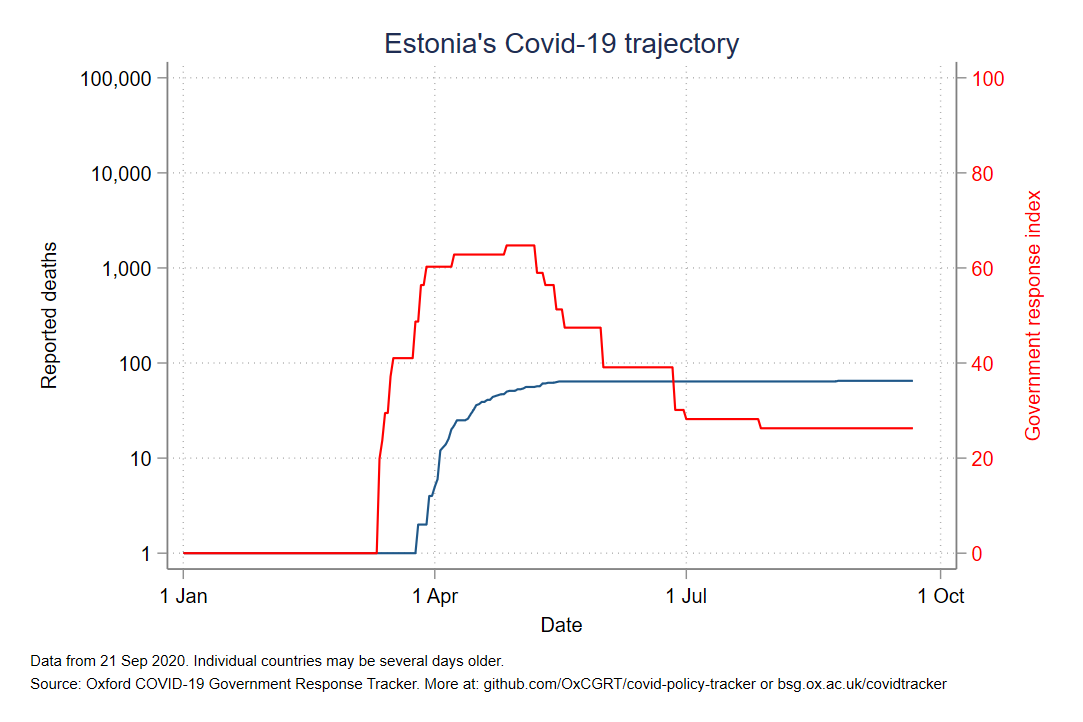 Estonia's Covid-19 trajectory
100,000
10,000
1,000
100
10
1
Reported deaths
100
80
60
40
20
0
Government response index
1 Jan
1 Apr
1 Jul
1 Oct
Date
Data from 21 Sep 2020. Individual countries may be several days older.
Source: Oxford COVID-19 Government Response Tracker. More at: github.com/OxCGRT/covid-policy-tracker or bsg.ox.ac.uk/covidtracker